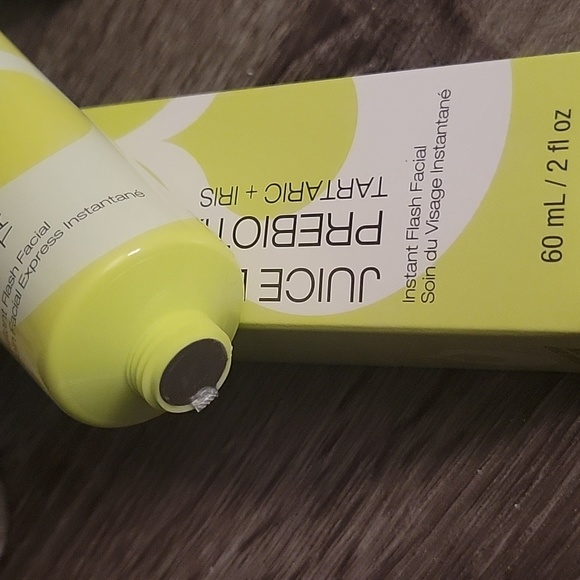 JUICE
PREBIOTI
TARTARIC + IRIS
Instant Flash Facial
Soin du Visage Instantané
60 mL / 2 fl oz
Flash Facial
Facial Express Instantané